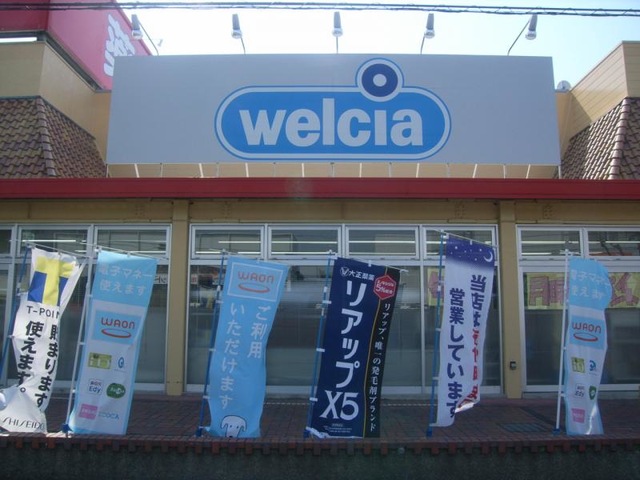 welcia
T-POINT
貯まります
使えます。
SHISEIDO
電子マネー
使えます
WAON
Edy
WAON
ご利用
いただけます
大正製薬
リアップ
X5
リアップ、唯一の発毛剤ブランド
当店は
営業しています
電子マネー
使えます
WAON
Edy